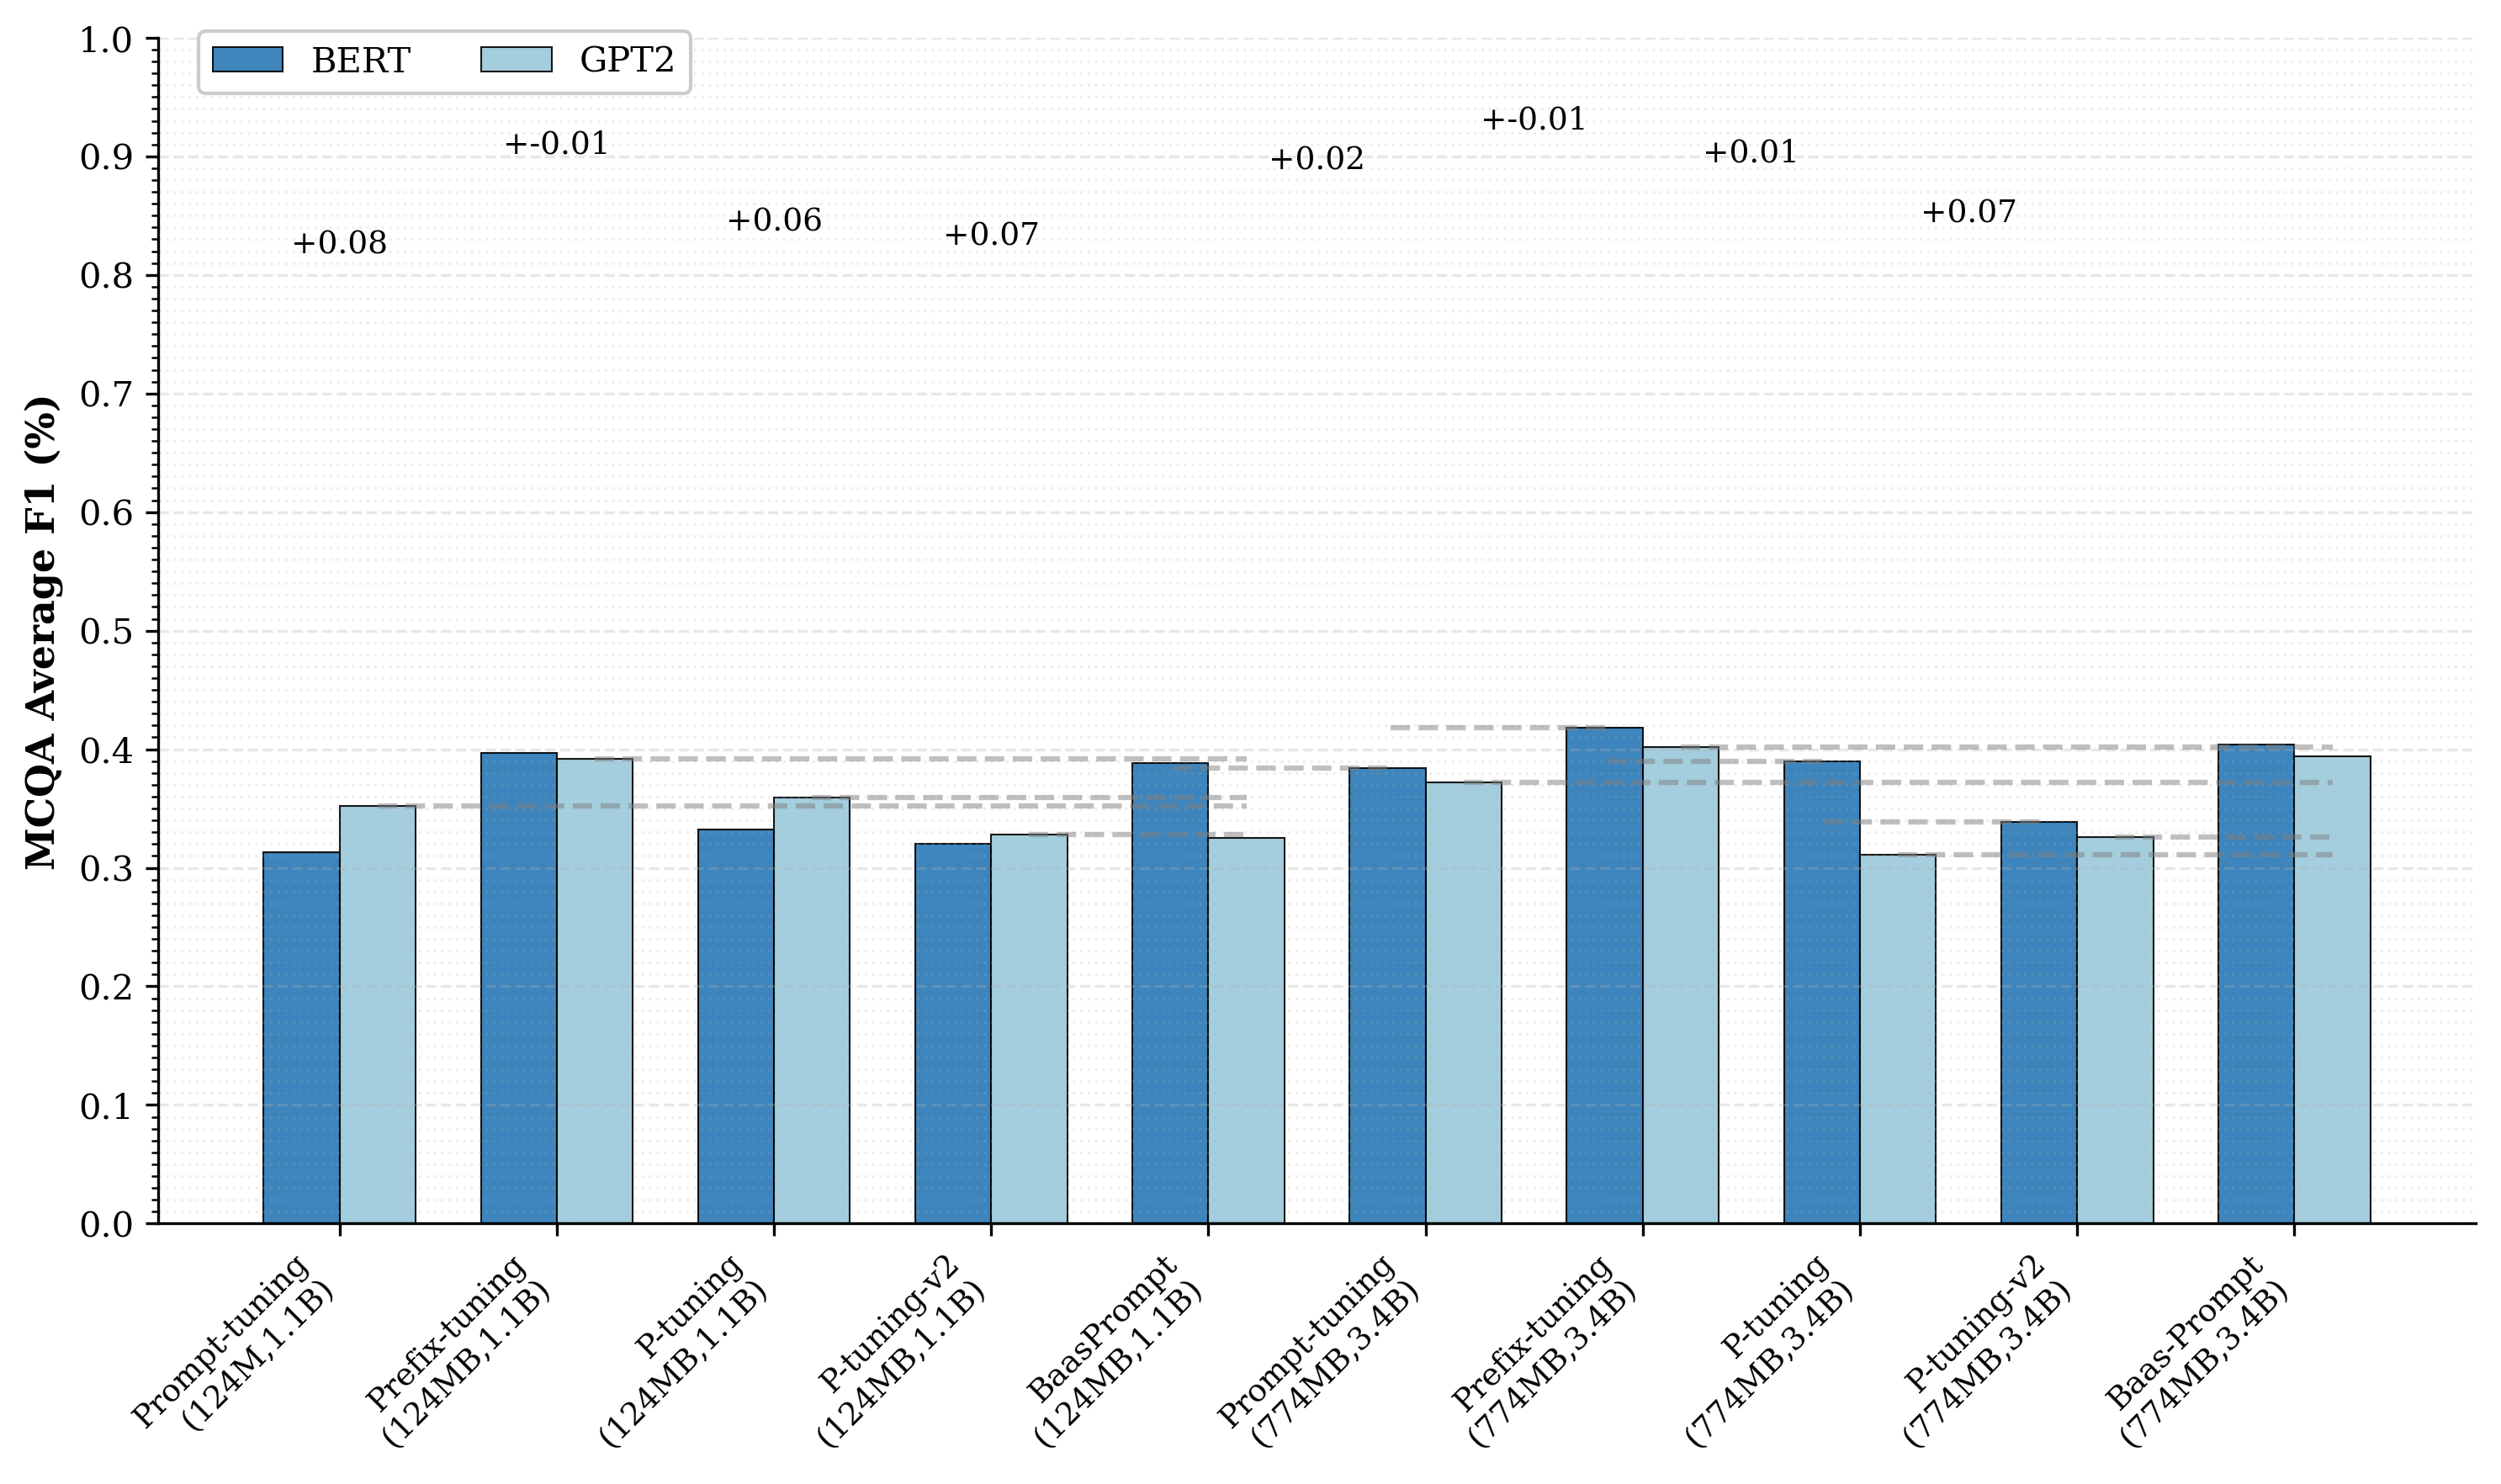 BERT
GPT2
MCQA Average F1 (%)
1.0
0.9
0.8
0.7
0.6
0.5
0.4
0.3
0.2
0.1
0.0
+0.08
+-0.01
+0.06
+0.07
+0.02
+-0.01
+0.01
+0.07
Prompt-tuning
(124M,1.1B)
Prefix-tuning
(124MB,1.1B)
P-tuning
(124MB,1.1B)
P-tuning-v2
(124MB,1.1B)
BaasPrompt
(124MB,1.1B)
Prompt-tuning
(774MB,3.4B)
Prefix-tuning
(774MB,3.4B)
P-tuning
(774MB,3.4B)
P-tuning-v2
(774MB,3.4B)
Baas-Prompt
(774MB,3.4B)